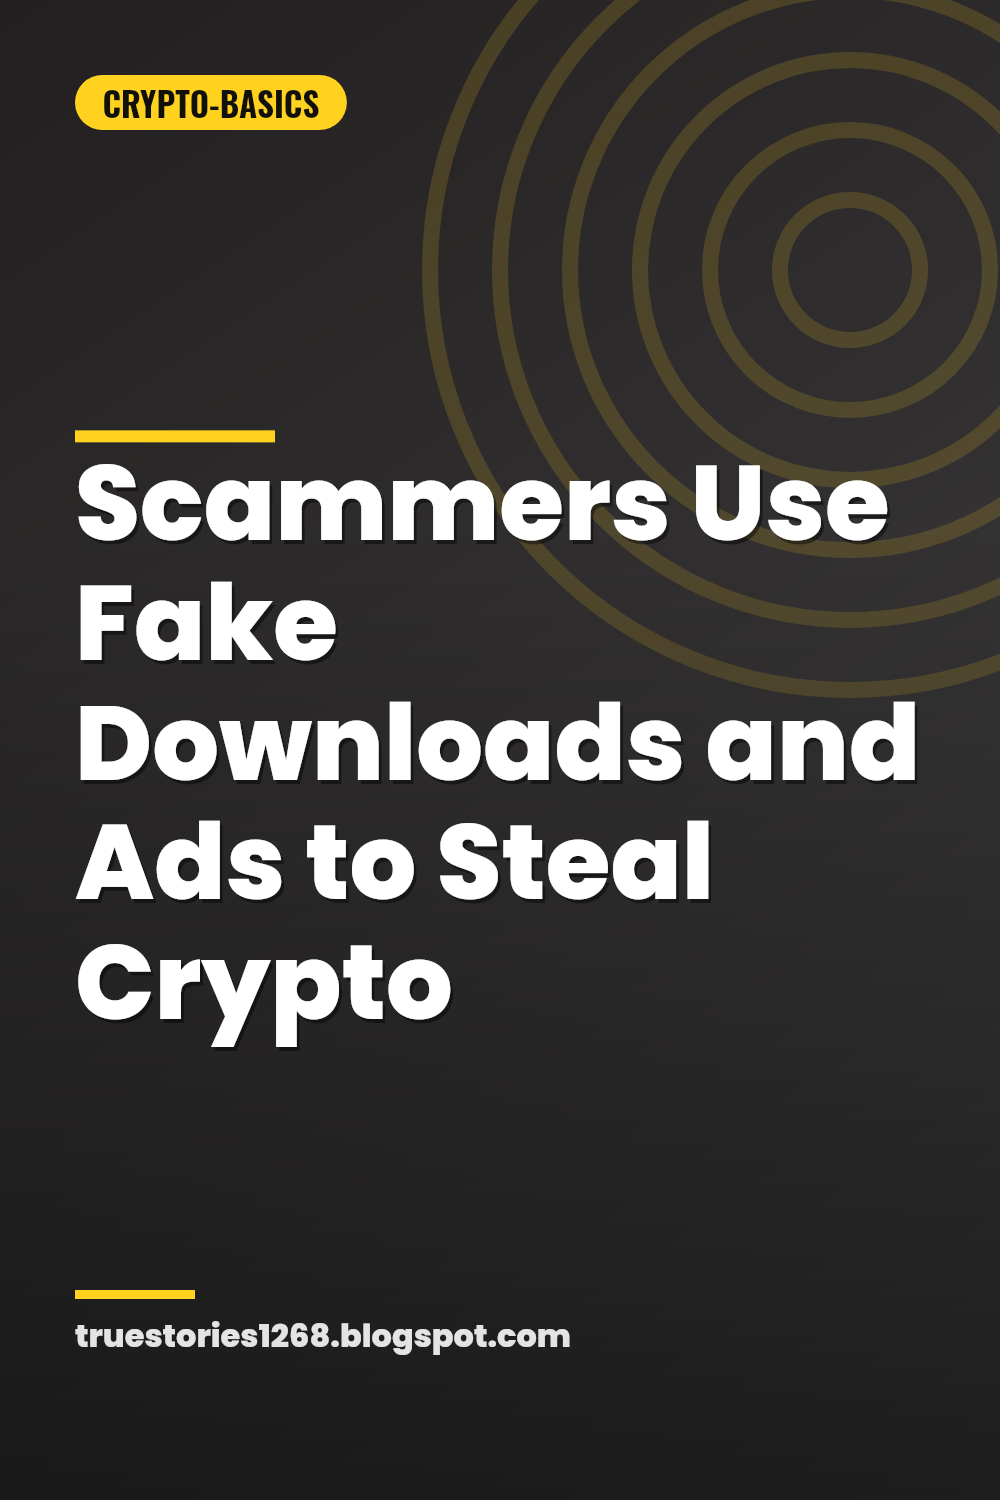 CRYPTO-BASICS
Scammers Use
Fake
Downloads and
Ads to Steal
Crypto
truestories1268.blogspot.com